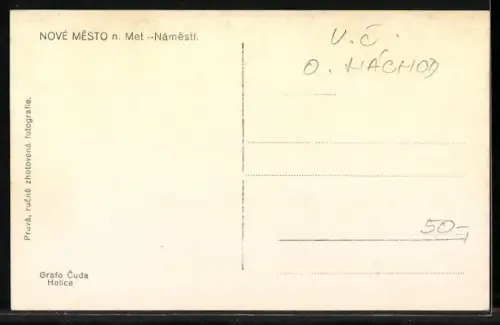 NOVÉ MĚSTO n. Met.-Náměstí.
V.Č.
O. NÁCHOD
Pravá, ručně zhotovená fotografie.
50-
Grafo Čuda
Holice